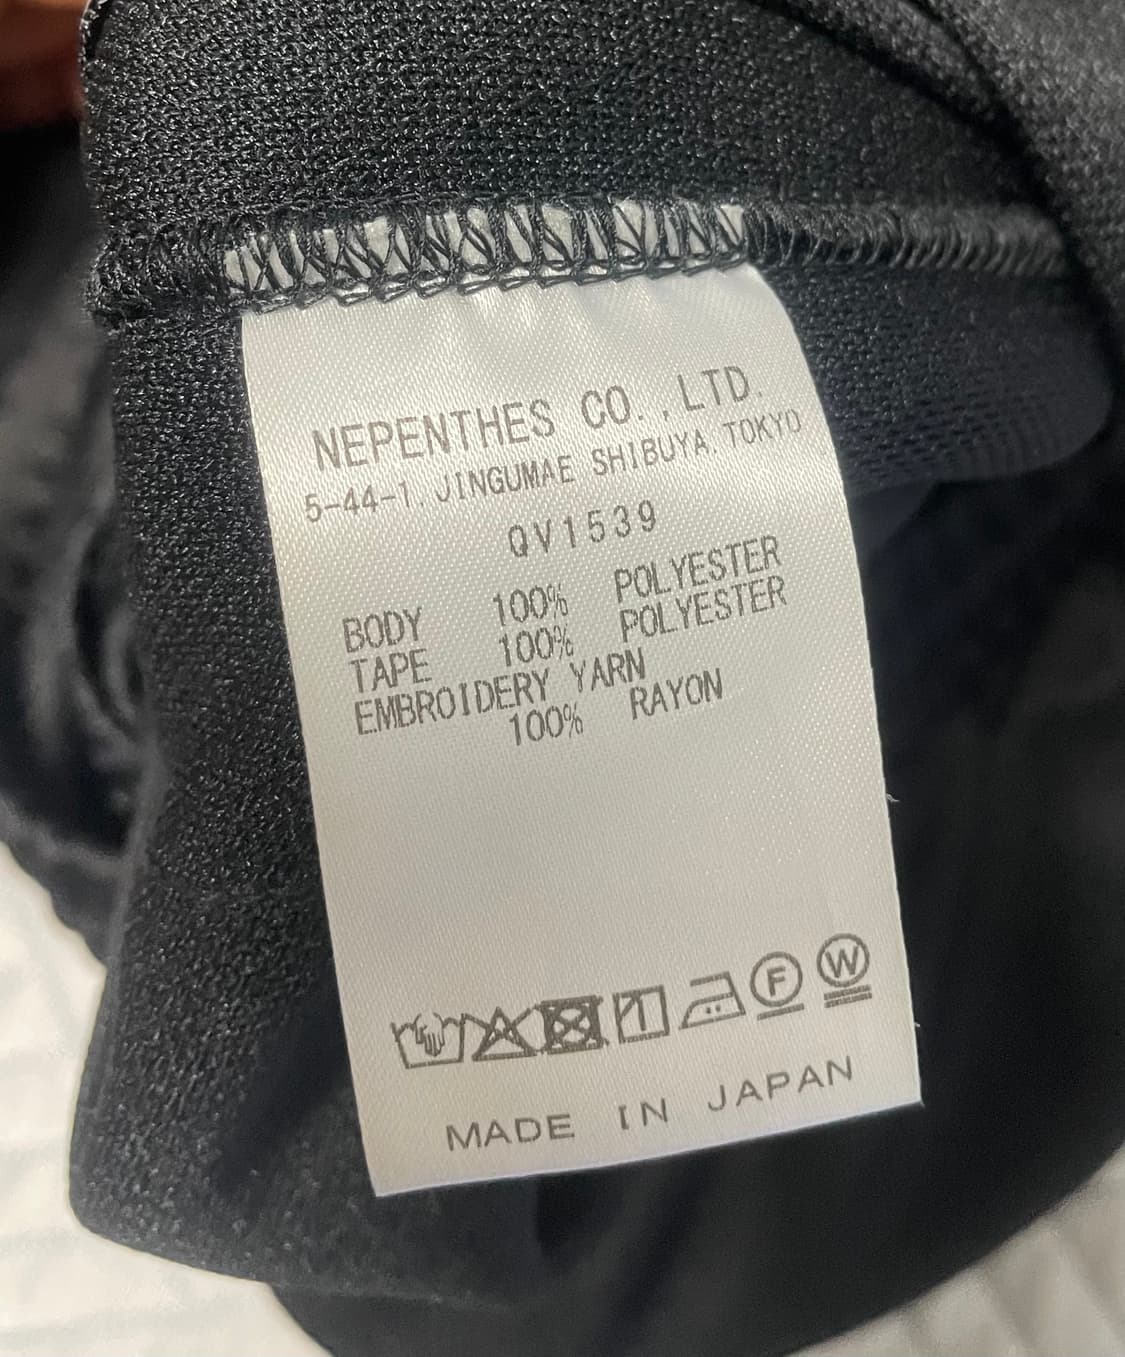 NEPENTHES CO., LTD.
5-44-1, JINGUMAE SHIBUYA, TOKYO
QV1539
BODY 100% POLYESTER
TAPE 100% POLYESTER
EMBROIDERY YARN
100% RAYON
F W
MADE IN JAPAN